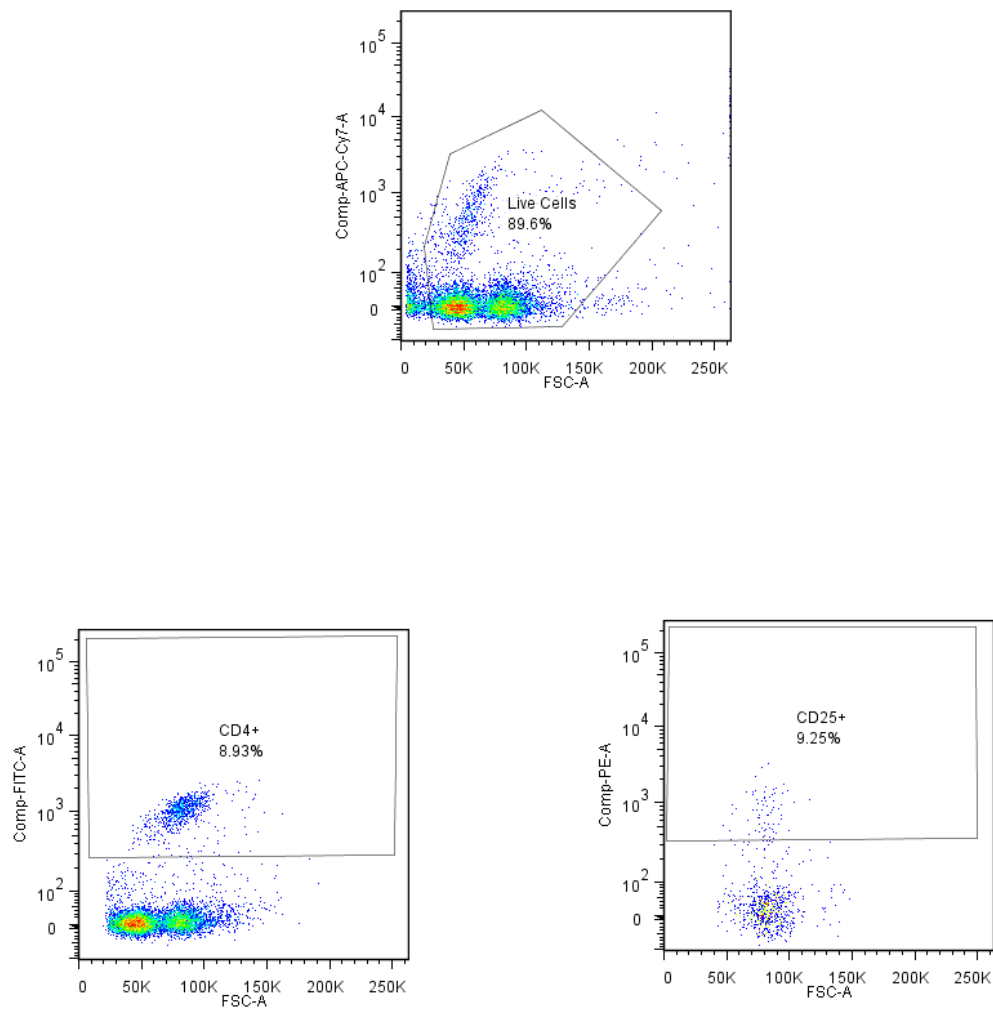 Comp-APC-Cy7-A
10^5
10^4
10^3
10^2
0
Live Cells
89.6%
0 50K 100K 150K 200K 250K
FSC-A
Comp-FITC-A
10^5
10^4
10^3
10^2
0
CD4+
8.93%
0 50K 100K 150K 200K 250K
FSC-A
Comp-PE-A
10^5
10^4
10^3
10^2
0
CD25+
9.25%
0 50K 100K 150K 200K 250K
FSC-A